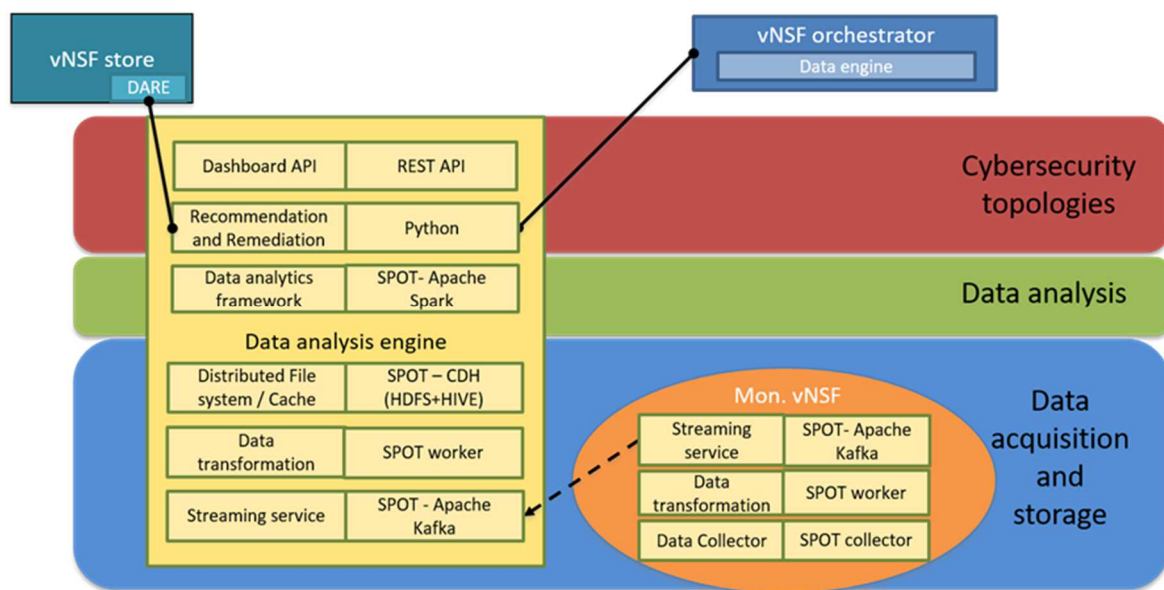 vNSF store
DARE
vNSF orchestrator
Data engine
Dashboard API
REST API
Recommendation
and Remediation
Python
Data analytics
framework
SPOT- Apache
Spark
Data analysis engine
Distributed File
system / Cache
SPOT – CDH
(HDFS+HIVE)
Data
transformation
SPOT worker
Streaming service
SPOT - Apache
Kafka
Mon. vNSF
Streaming
service
SPOT- Apache
Kafka
Data
transformation
SPOT worker
Data Collector
SPOT collector
Cybersecurity
topologies
Data analysis
Data
acquisition
and
storage